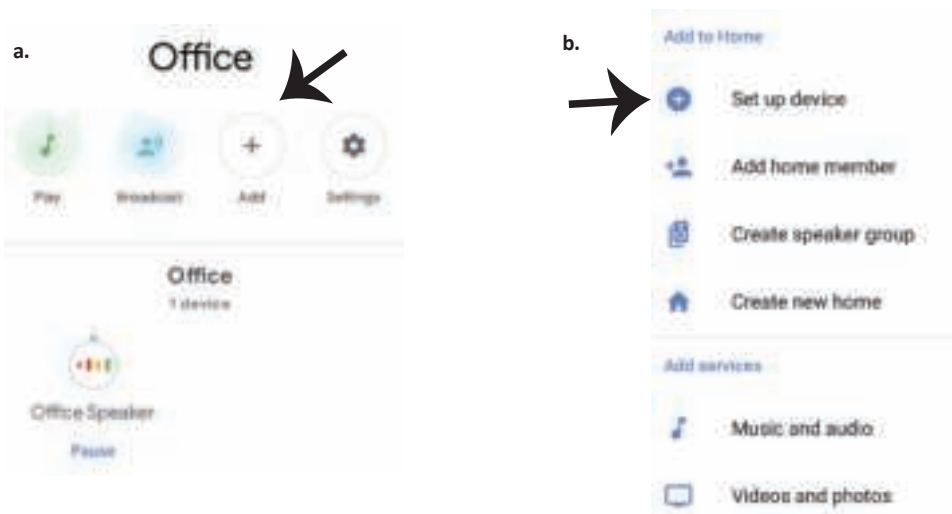 a.
Office
Play
Broadcast
Add
Settings
Office
1 device
Office Speaker
Pause
b.
Add to Home
Set up device
Add home member
Create speaker group
Create new home
Add services
Music and audio
Videos and photos